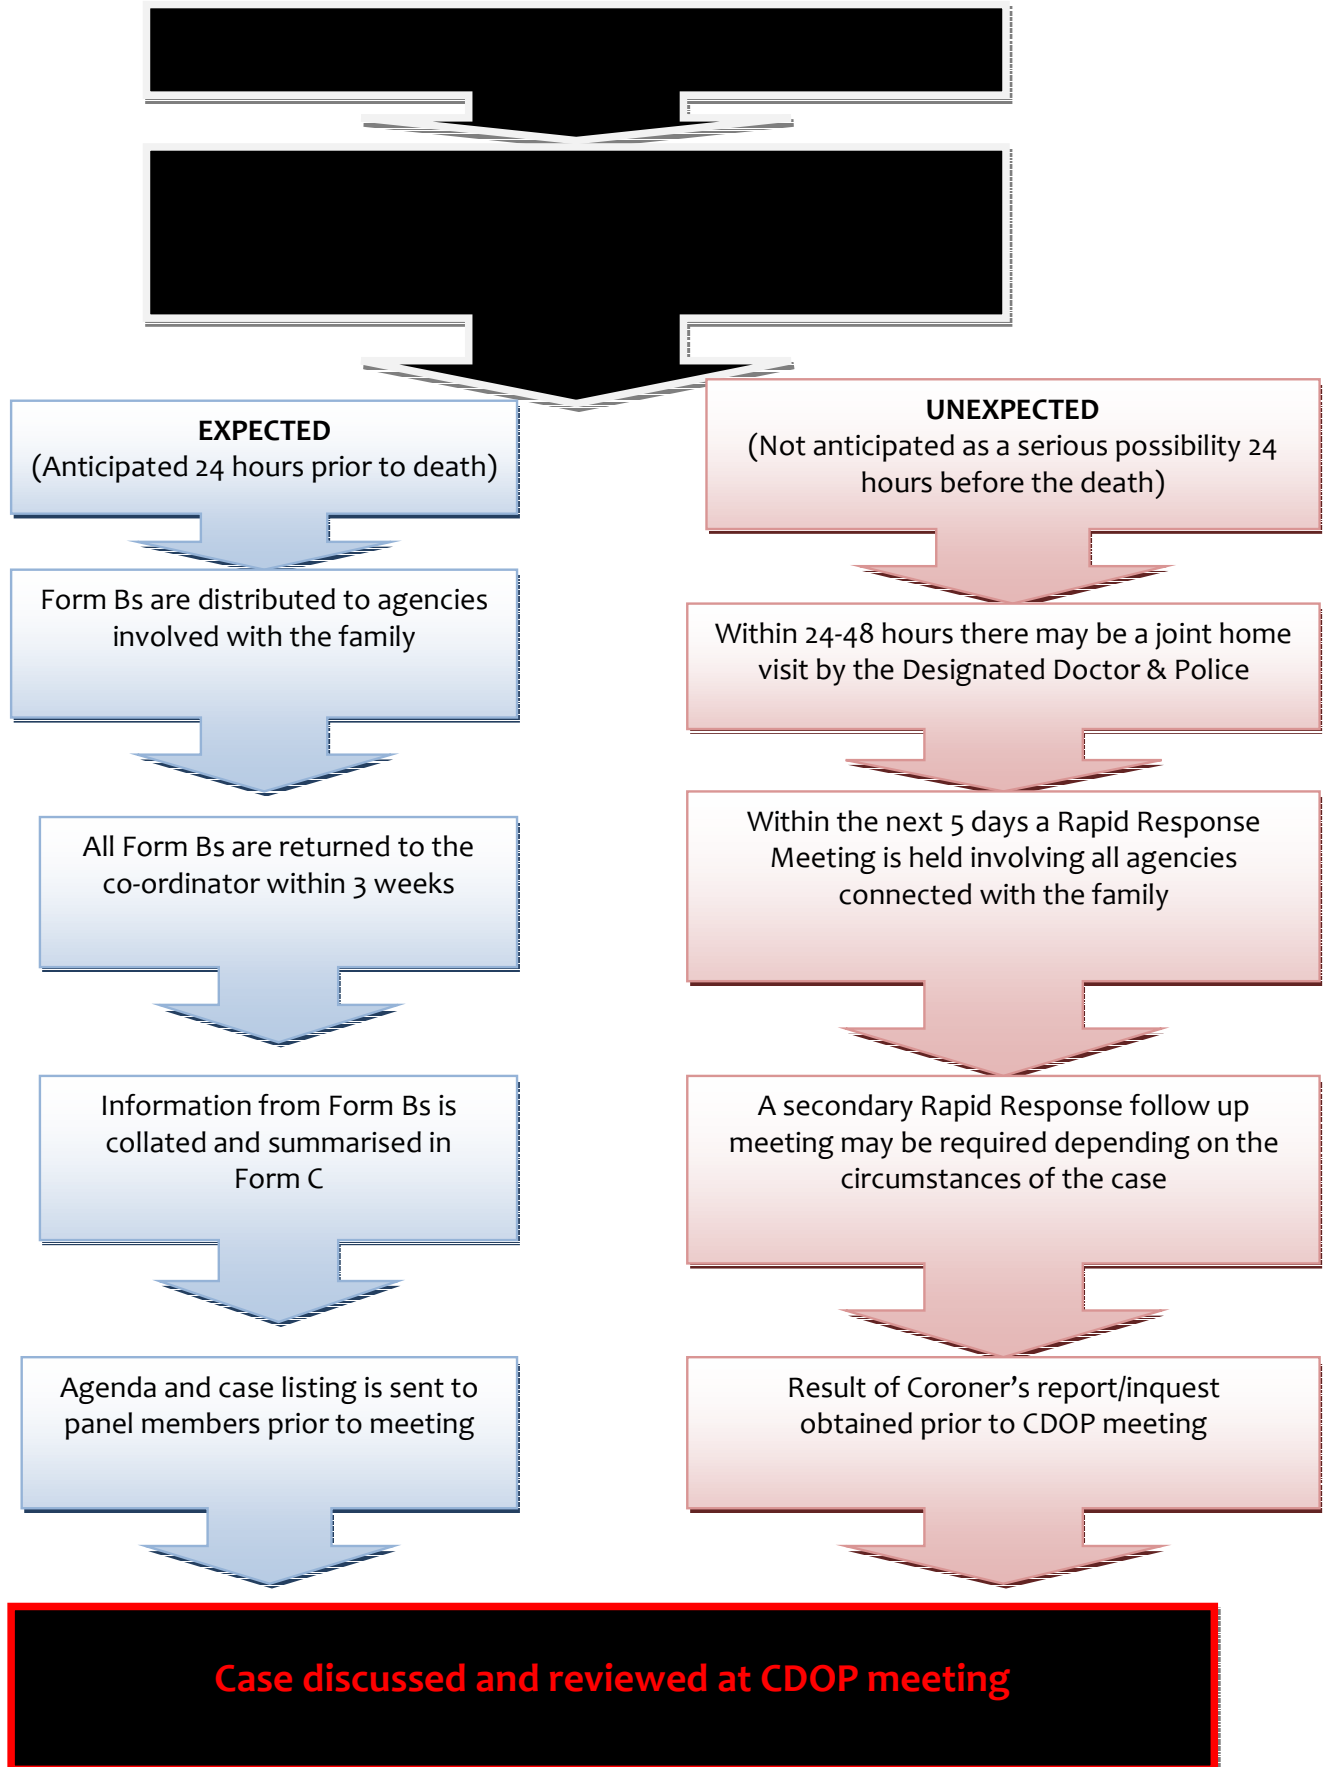 EXPECTED
(Anticipated 24 hours prior to death)
Form Bs are distributed to agencies
involved with the family
All Form Bs are returned to the
co-ordinator within 3 weeks
Information from Form Bs is
collated and summarised in
Form C
Agenda and case listing is sent to
panel members prior to meeting
UNEXPECTED
(Not anticipated as a serious possibility 24
hours before the death)
Within 24-48 hours there may be a joint home
visit by the Designated Doctor & Police
Within the next 5 days a Rapid Response
Meeting is held involving all agencies
connected with the family
A secondary Rapid Response follow up
meeting may be required depending on the
circumstances of the case
Result of Coroner’s report/inquest
obtained prior to CDOP meeting
Case discussed and reviewed at CDOP meeting